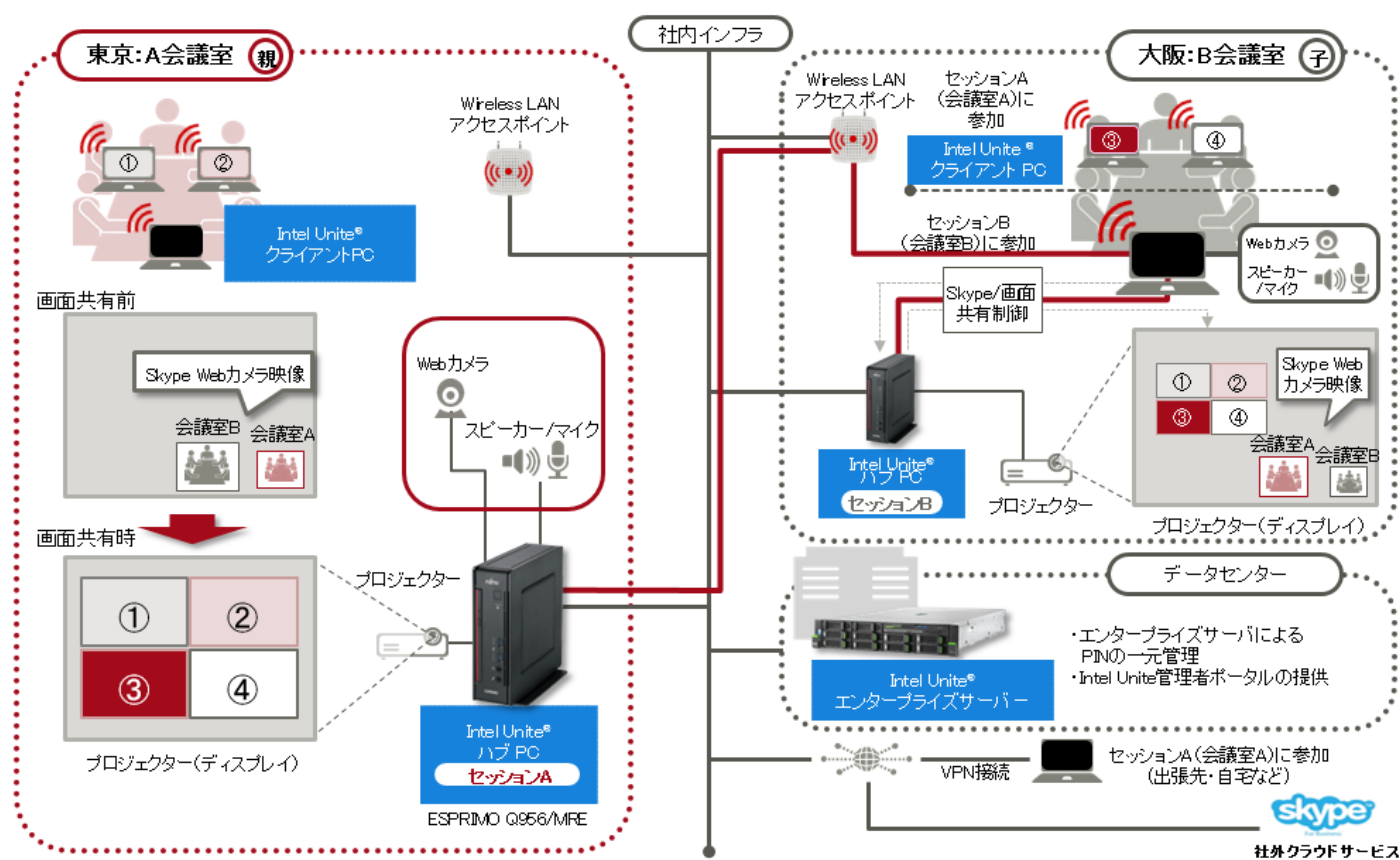 社内インフラ
東京:A会議室 親
Wireless LAN
アクセスポイント
①
②
Intel Unite®
クライアントPC
画面共有前
Skype Webカメラ映像
会議室B
会議室A
画面共有時
①
②
③
④
プロジェクター(ディスプレイ)
Webカメラ
スピーカー/マイク
プロジェクター
Intel Unite®
ハブ PC
セッションA
ESPRIMO Q956/MRE
大阪:B会議室 子
Wireless LAN
アクセスポイント
セッションA
(会議室A)に
参加
Intel Unite ®
クライアント PC
③
④
セッションB
(会議室B)に参加
Webカメラ
スピーカー
/マイク
Skype/画面
共有制御
Intel Unite®
ハブ PC
セッションB
プロジェクター
①
②
③
④
Skype Web
カメラ映像
会議室A
会議室B
プロジェクター(ディスプレイ)
データセンター
Intel Unite®
エンタープライズサーバー
・エンタープライズサーバによる
PINの一元管理
・Intel Unite管理者ポータルの提供
VPN接続
セッションA(会議室A)に参加
(出張先・自宅など)
skype
For Business
社外クラウドサービス